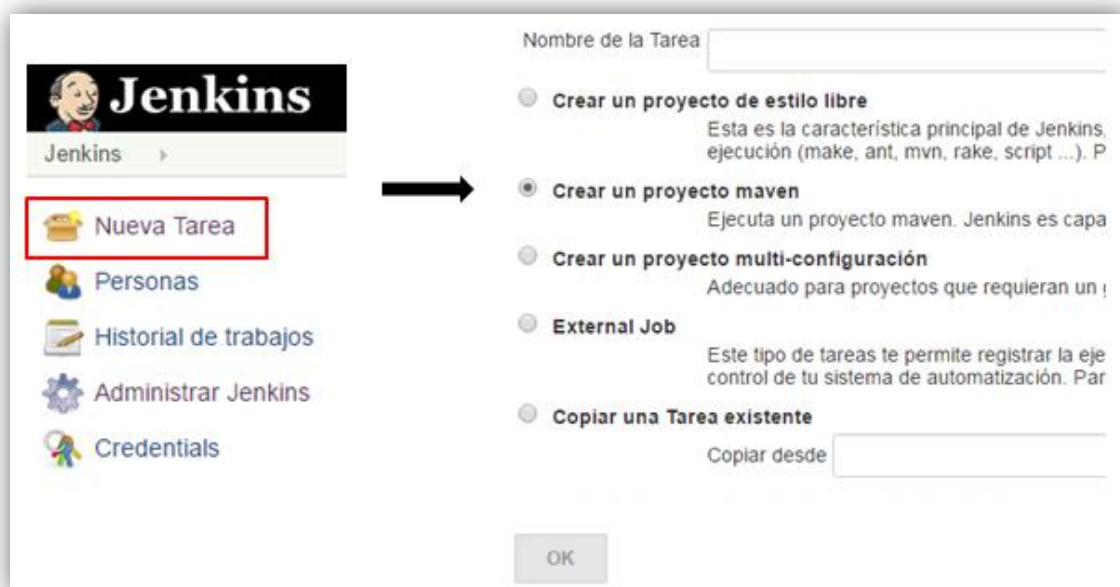 Jenkins
Jenkins
Nueva Tarea
Personas
Historial de trabajos
Administrar Jenkins
Credentials
Nombre de la Tarea
Crear un proyecto de estilo libre
Esta es la característica principal de Jenkins,
ejecución (make, ant, mvn, rake, script ...). P
Crear un proyecto maven
Ejecuta un proyecto maven. Jenkins es capa
Crear un proyecto multi-configuración
Adecuado para proyectos que requieran un
External Job
Este tipo de tareas te permite registrar la eje
control de tu sistema de automatización. Par
Copiar una Tarea existente
Copiar desde
OK